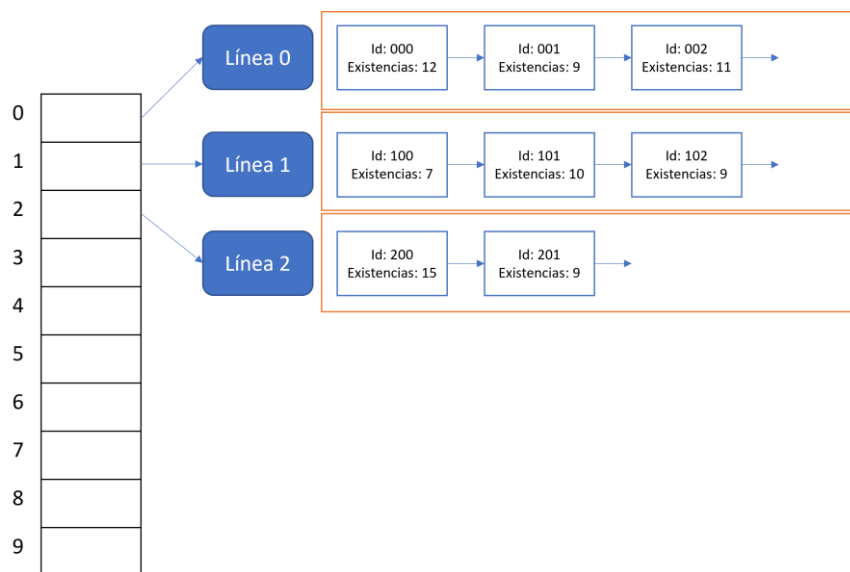 Línea 0
Id: 000
Existencias: 12
Id: 001
Existencias: 9
Id: 002
Existencias: 11
0
1
Línea 1
Id: 100
Existencias: 7
Id: 101
Existencias: 10
Id: 102
Existencias: 9
2
Línea 2
Id: 200
Existencias: 15
Id: 201
Existencias: 9
3
4
5
6
7
8
9